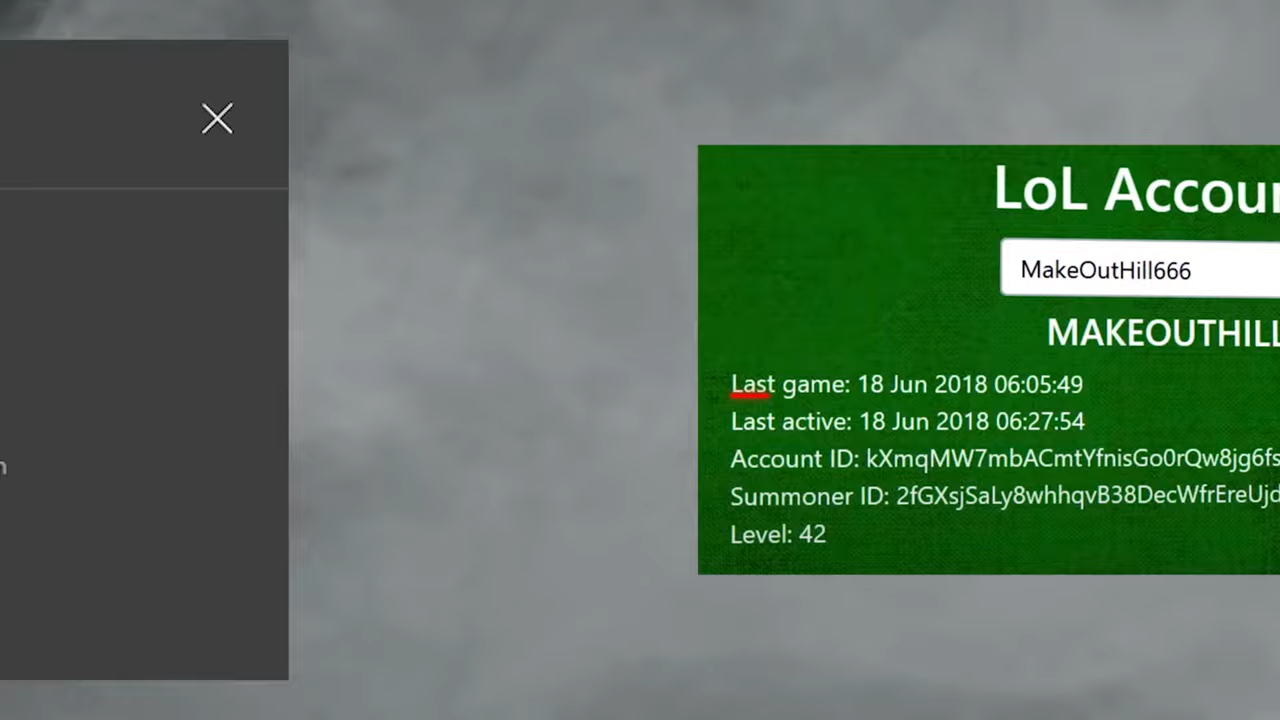 LoL Accou
MakeOutHill666
MAKEOUTHILL
Last game: 18 Jun 2018 06:05:49
Last active: 18 Jun 2018 06:27:54
Account ID: kXmqMW7mbACmtYfnisGo0rQw8jg6fs
Summoner ID: 2fGXsjSaLy8whhqvB38DecWfrEreUjd
Level: 42